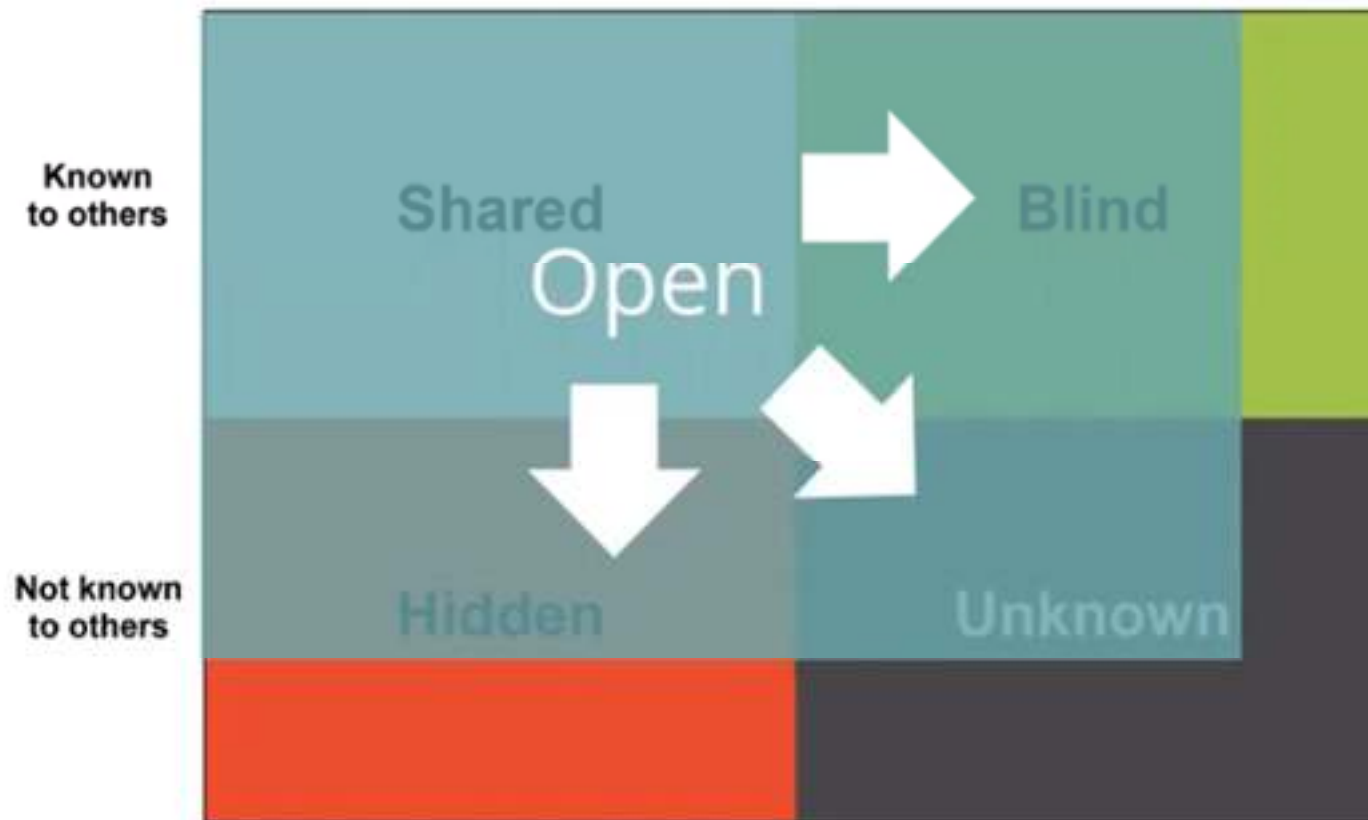 Known
to others
Shared
Blind
Open
Not known
to others
Hidden
Unknown